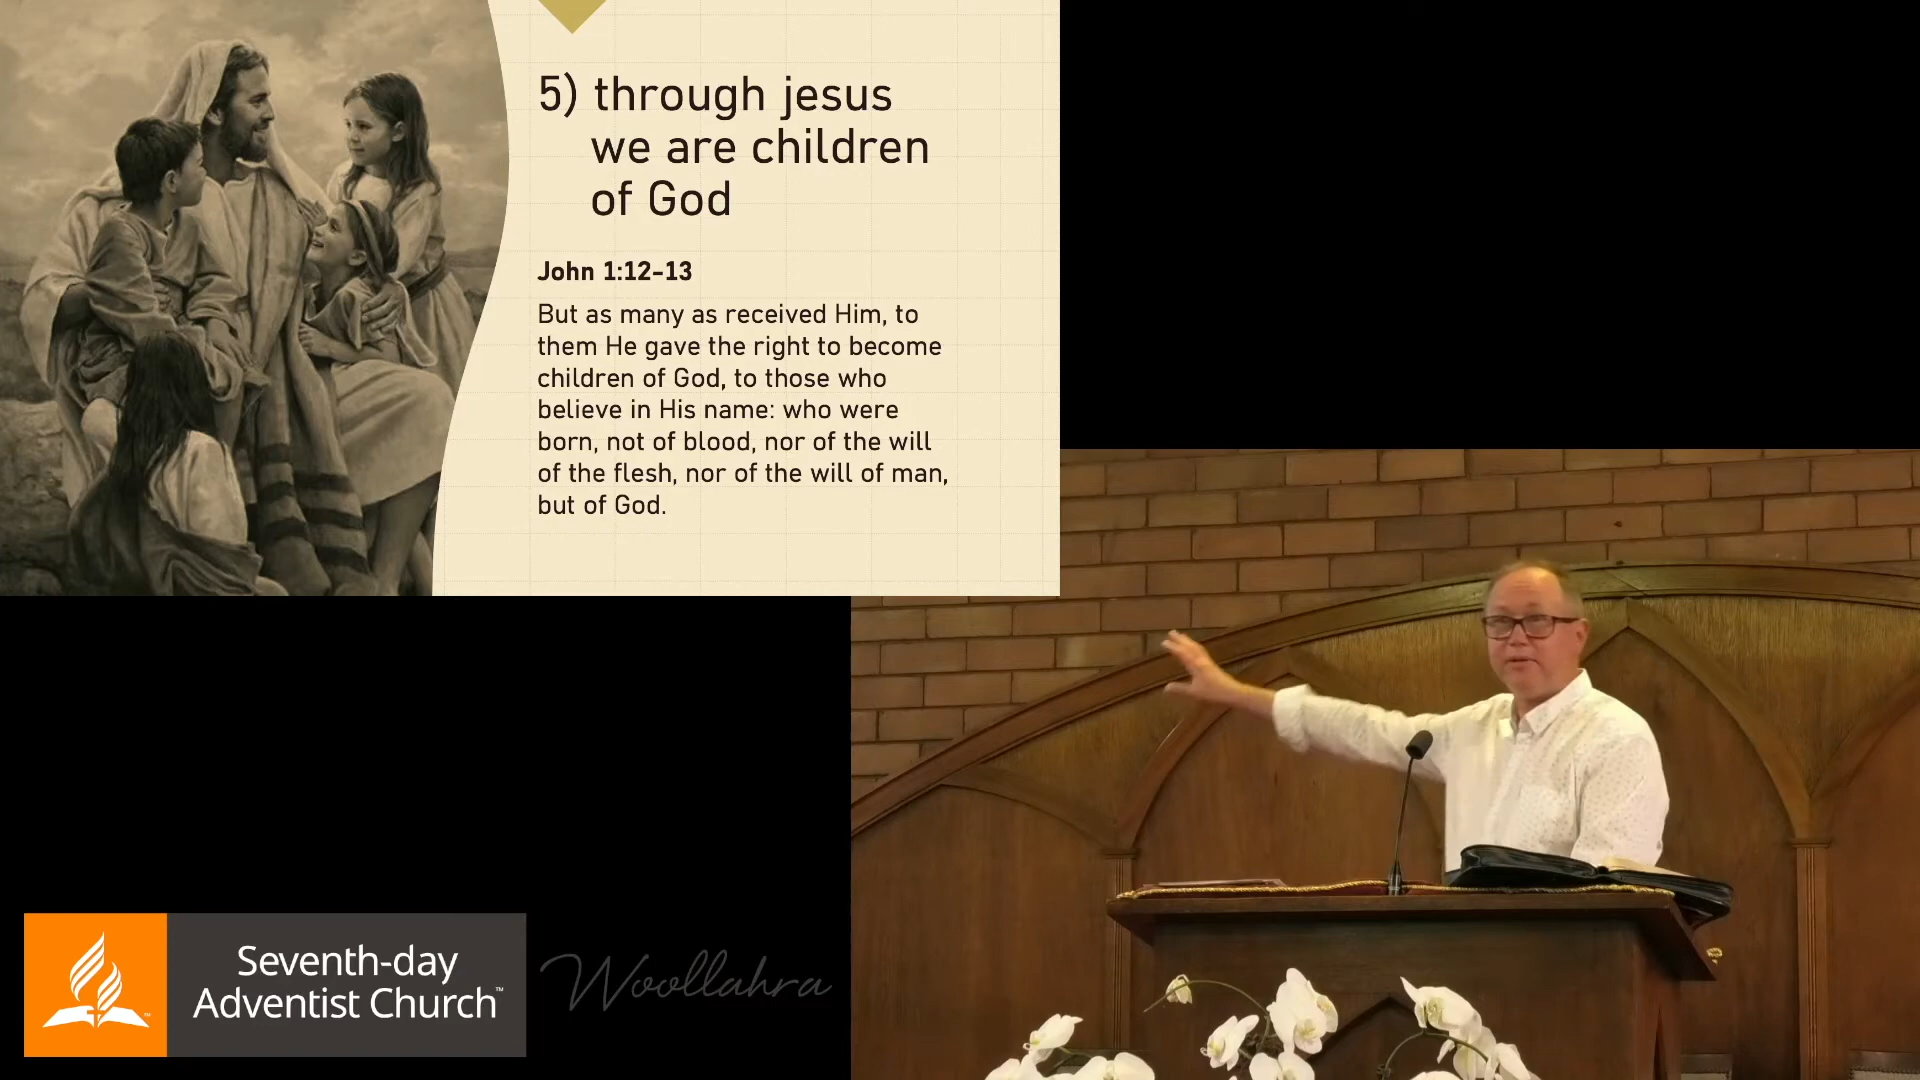 5) through jesus
we are children
of God
John 1:12-13
But as many as received Him, to
them He gave the right to become
children of God, to those who
believe in His name: who were
born, not of blood, nor of the will
of the flesh, nor of the will of man,
but of God.
Seventh-day
Adventist Church™
Woollahra